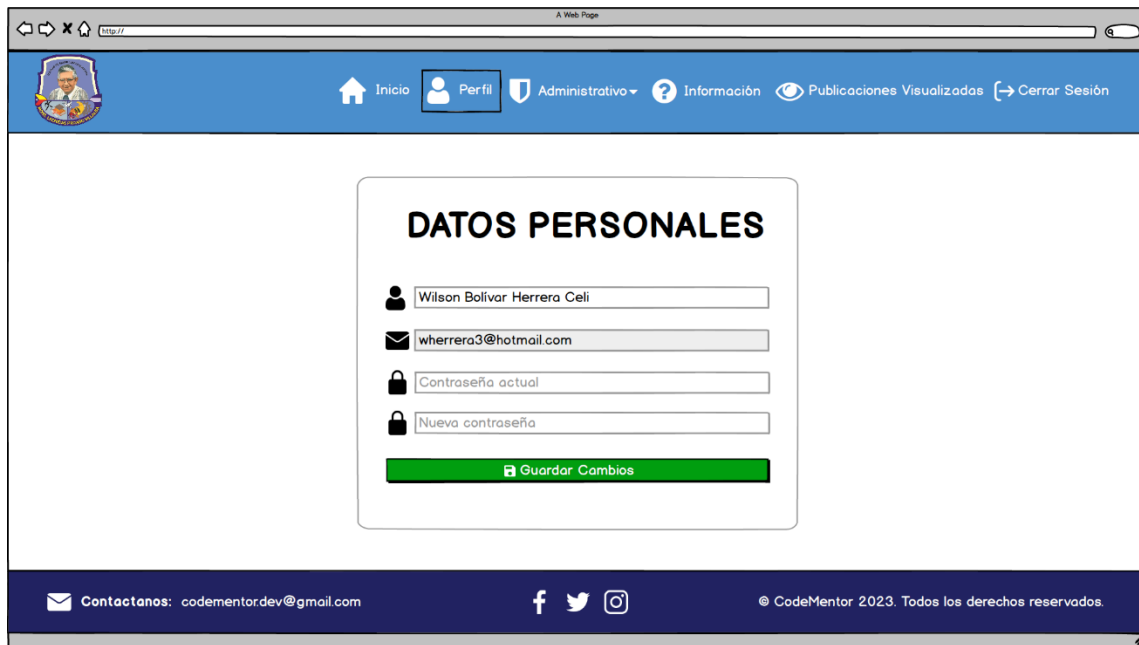 A Web Page
http://
Inicio
Perfil
Administrativo
Información
Publicaciones Visualizadas
Cerrar Sesión
DATOS PERSONALES
Wilson Bolívar Herrera Celi
wherrera3@hotmail.com
Contraseña actual
Nueva contraseña
Guardar Cambios
Contactanos: codementor.dev@gmail.com
© CodeMentor 2023. Todos los derechos reservados.